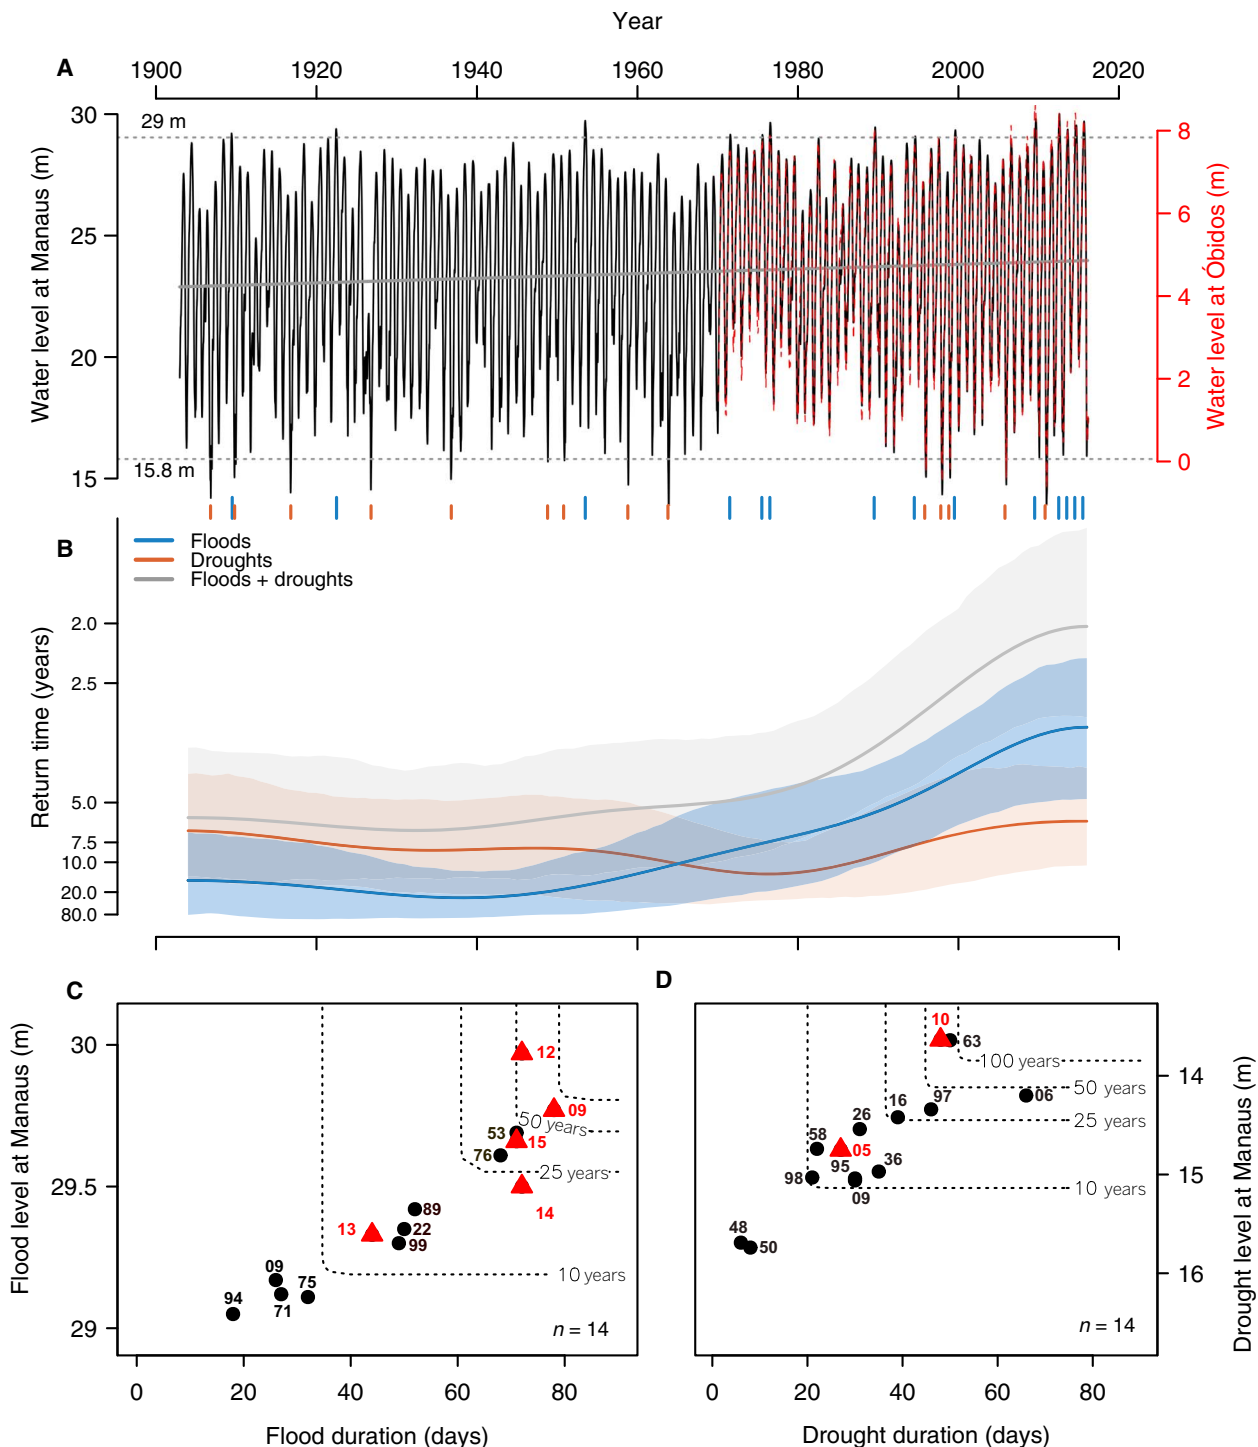 Year
A
1900 1920 1940 1960 1980 2000 2020
Water level at Manaus (m)
30
25
20
15
29 m
15.8 m
Water level at Óbidos (m)
8
6
4
2
0
B
Floods
Droughts
Floods + droughts
Return time (years)
2.0
2.5
5.0
7.5
10.0
20.0
80.0
C
Flood level at Manaus (m)
30
29.5
29
12
09
50 years
53
15
76
25 years
14
89
13
22
99
10 years
09
75
94
71
n = 14
0 20 40 60 80
Flood duration (days)
D
10
63
100 years
14
50 years
06
97
16
25 years
26
58
05
95
36
98
09
10 years
15
48
50
16
n = 14
Drought level at Manaus (m)
0 20 40 60 80
Drought duration (days)